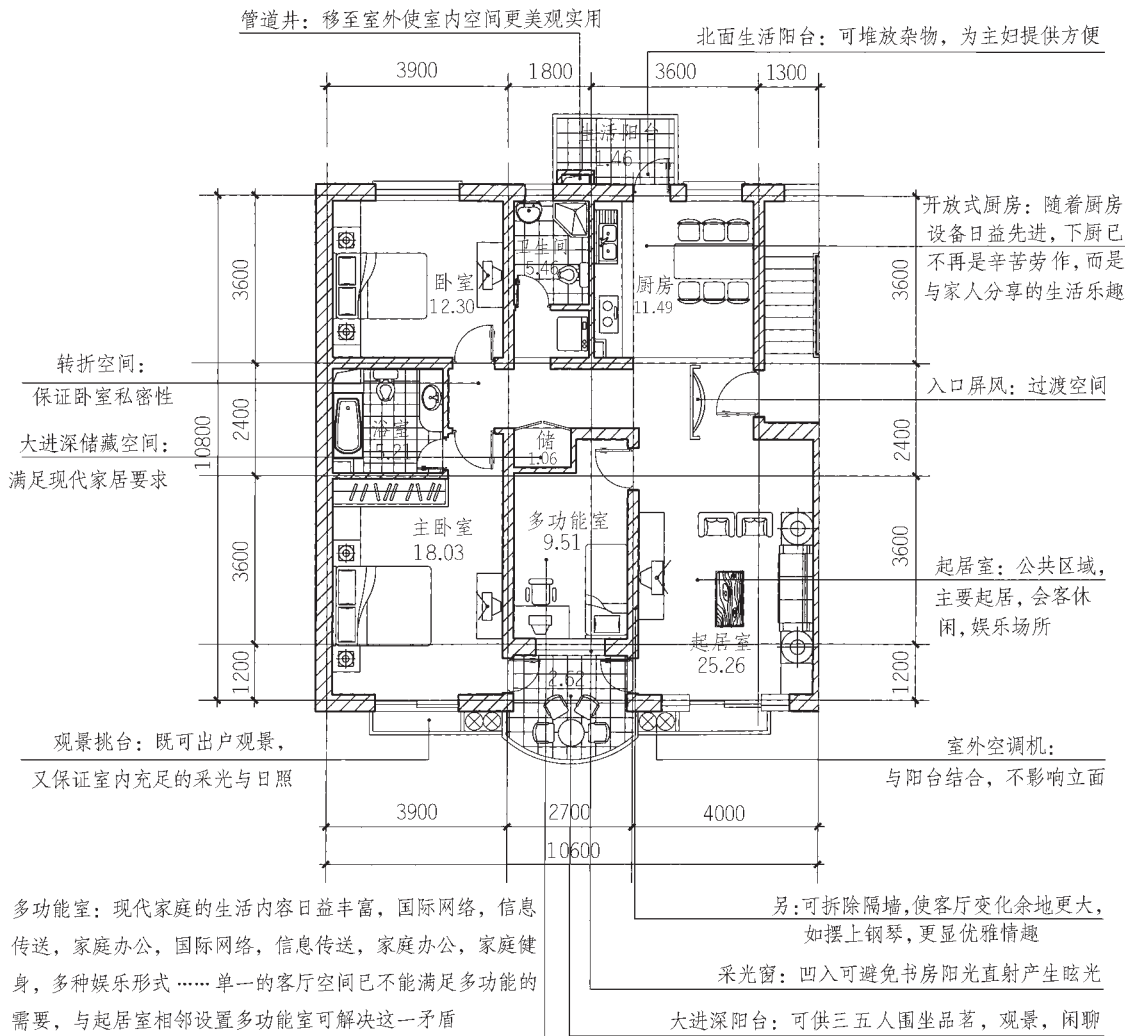 管道井：移至室外使室内空间更美观实用
北面生活阳台：可堆放杂物，为主妇提供方便
3900
1800
3600
1300
生活阳台
1.46
开放式厨房：随着厨房
设备日益先进，下厨已
不再是辛苦劳作，而是
与家人分享的生活乐趣
3600
卧室
12.30
卫生间
5.46
厨房
11.49
3600
转折空间：
保证卧室私密性
入口屏风：过渡空间
大进深储藏空间：
满足现代家居要求
10800
2400
浴室
5.21
储
1.06
2400
主卧室
18.03
多功能室
9.51
3600
3600
起居室：公共区域，
主要起居，会客休
闲，娱乐场所
起居室
25.26
1200
2.52
1200
观景挑台：既可出户观景，
又保证室内充足的采光与日照
室外空调机：
与阳台结合，不影响立面
3900
2700
4000
10600
多功能室：现代家庭的生活内容日益丰富，国际网络，信息
传送，家庭办公，国际网络，信息传送，家庭办公，家庭健
身，多种娱乐形式……单一的客厅空间已不能满足多功能的
需要，与起居室相邻设置多功能室可解决这一矛盾
另：可拆除隔墙，使客厅变化余地更大，
如摆上钢琴，更显优雅情趣
采光窗：凹入可避免书房阳光直射产生眩光
大进深阳台：可供三五人围坐品茗，观景，闲聊